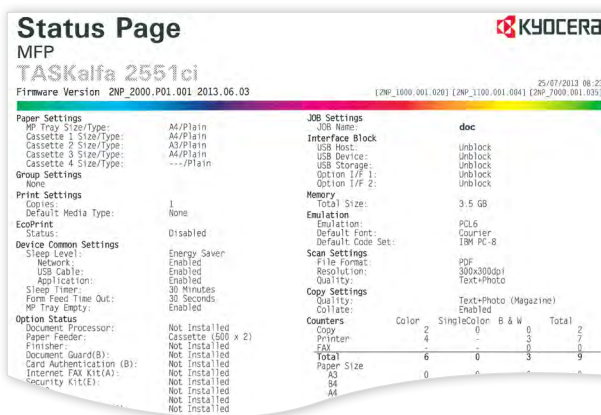 Status Page
MFP
KYOCERA
TASKalfa 2551ci
25/07/2013 08:23
Firmware Version 2NP_2000.P01.001 2013.06.03
[2NP_1000.001.020] [2NP_1100.001.004] [2NP_7000.001.035]
Paper Settings
MP Tray Size/Type: A4/Plain
Cassette 1 Size/Type: A4/Plain
Cassette 2 Size/Type: A3/Plain
Cassette 3 Size/Type: A4/Plain
Cassette 4 Size/Type: ---/Plain
Group Settings
None
Print Settings
Copies: 1
Default Media Type: None
EcoPrint
Status: Disabled
Device Common Settings
Sleep Level: Energy Saver
Network: Enabled
USB Cable: Enabled
Application: Enabled
Sleep Timer: 30 Minutes
Form Feed Time Out: 30 Seconds
MP Tray Empty: Enabled
Option Status
Document Processor: Not Installed
Paper Feeder: Cassette (500 x 2)
Finisher: Not Installed
Document Guard(B): Not Installed
Card Authentication (B): Not Installed
Internet FAX Kit(A): Not Installed
Security Kit(E): Not Installed
Not Installed
Not Installed
Not Installed
JOB Settings
JOB Name: doc
Interface Block
USB Host: Unblock
USB Device: Unblock
USB Storage: Unblock
Option I/F 1: Unblock
Option I/F 2: Unblock
Memory
Total Size: 3.5 GB
Emulation
Emulation: PCL6
Default Font: Courier
Default Code Set: IBM PC-8
Scan Settings
File Format: PDF
Resolution: 300x300dpi
Quality: Text+Photo
Copy Settings
Quality: Text+Photo (Magazine)
Collate: Enabled
Counters Color SingleColor B & W Total
Copy 2 0 0 2
Printer 4 - 3 7
FAX - - 0 0
Total 6 0 3 9
Paper Size
A3 0
B4
A4